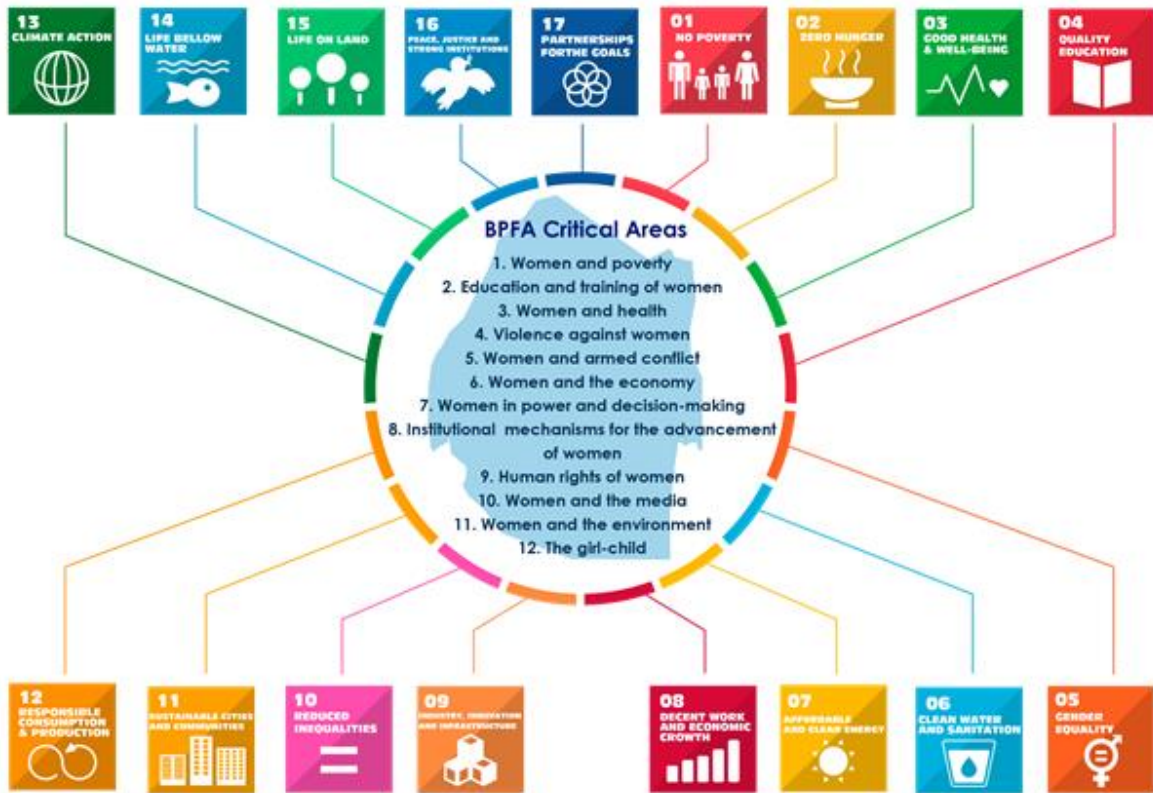 13
CLIMATE ACTION
14
LIFE BELLOW
WATER
15
LIFE ON LAND
16
PEACE, JUSTICE AND
STRONG INSTITUTIONS
17
PARTNERSHIPS
FORTHE GOALS
01
NO POVERTY
02
ZERO HUNGER
03
GOOD HEALTH
& WELL-BEING
04
QUALITY
EDUCATION
BPFA Critical Areas
1. Women and poverty
2. Education and training of women
3. Women and health
4. Violence against women
5. Women and armed conflict
6. Women and the economy
7. Women in power and decision-making
8. Institutional mechanisms for the advancement
of women
9. Human rights of women
10. Women and the media
11. Women and the environment
12. The girl-child
12
RESPONSIBLE
CONSUMPTION
& PRODUCTION
11
SUSTAINABLE CITIES
AND COMMUNITIES
10
REDUCED
INEQUALITIES
09
INDUSTRY, INNOVATION
AND INFRASTRUCTURE
08
DECENT WORK
AND ECONOMIC
GROWTH
07
AFFORDABLE
AND CLEAN ENERGY
06
CLEAN WATER
AND SANITATION
05
GENDER
EQUALITY